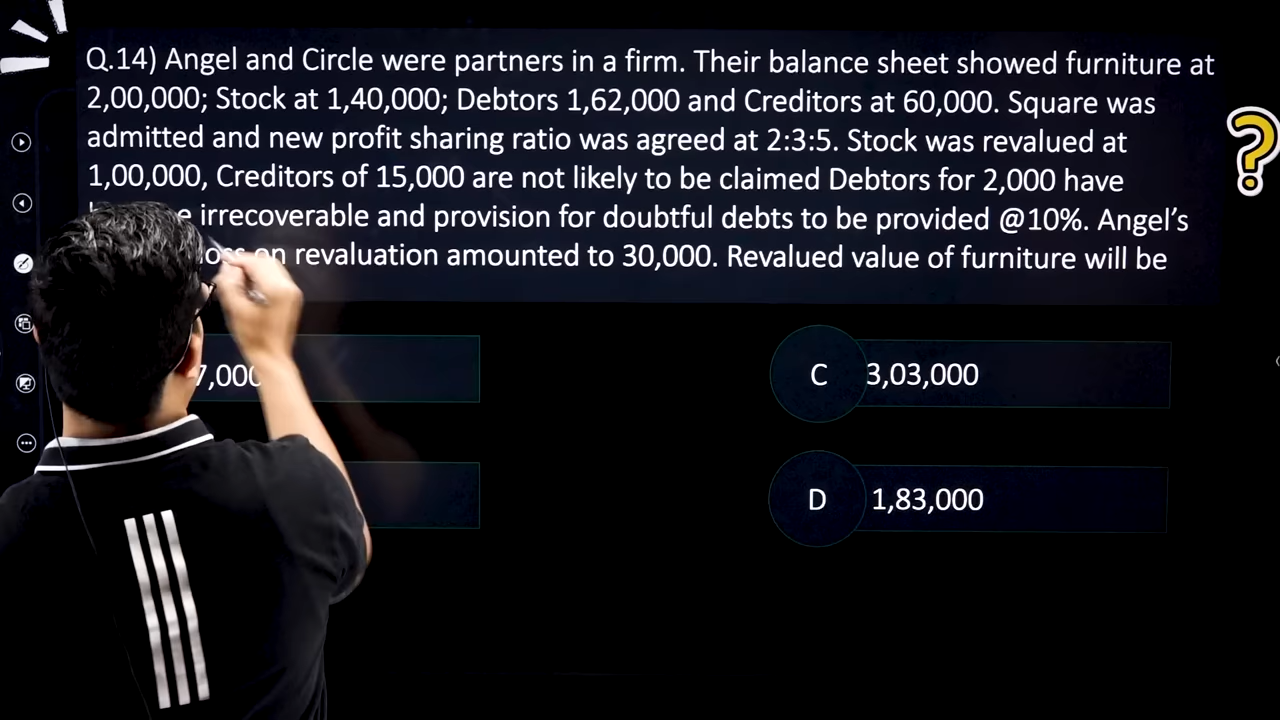 Q.14) Angel and Circle were partners in a firm. Their balance sheet showed furniture at
2,00,000; Stock at 1,40,000; Debtors 1,62,000 and Creditors at 60,000. Square was
admitted and new profit sharing ratio was agreed at 2:3:5. Stock was revalued at
1,00,000, Creditors of 15,000 are not likely to be claimed Debtors for 2,000 have
irrecoverable and provision for doubtful debts to be provided @10%. Angel's
loss on revaluation amounted to 30,000. Revalued value of furniture will be
7,000
C 3,03,000
D 1,83,000